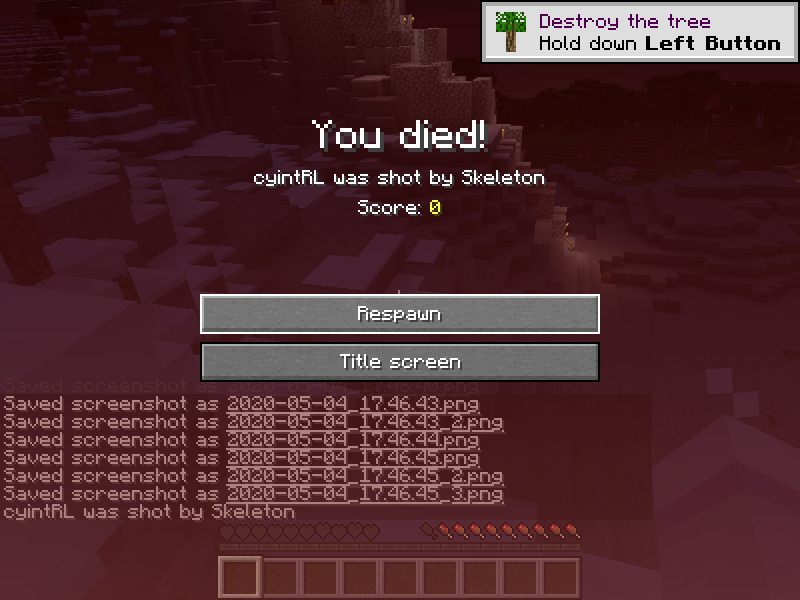 Destroy the tree
Hold down Left Button
You died!
cyintRL was shot by Skeleton
Score: 0
Respawn
Title screen
Saved screenshot as
Saved screenshot as 2020-05-04_17.46.43.png
Saved screenshot as 2020-05-04_17.46.43_2.png
Saved screenshot as 2020-05-04_17.46.44.png
Saved screenshot as 2020-05-04_17.46.45.png
Saved screenshot as 2020-05-04_17.46.45_2.png
Saved screenshot as 2020-05-04_17.46.45_3.png
cyintRL was shot by Skeleton